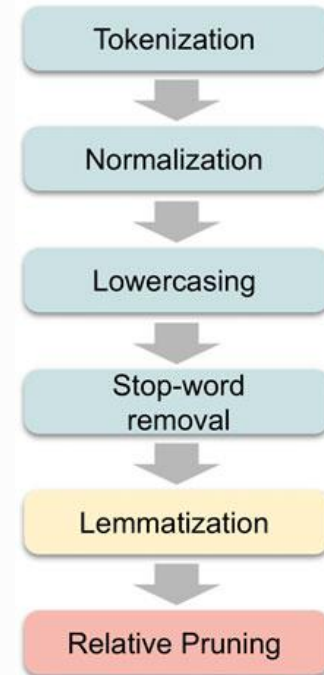 Tokenization
Normalization
Lowercasing
Stop-word
removal
Lemmatization
Relative Pruning